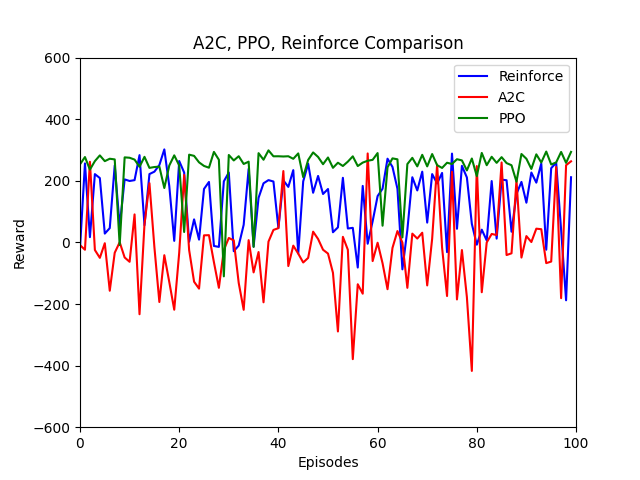 A2C, PPO, Reinforce Comparison
600
Reinforce
A2C
PPO
400
200
0
−200
−400
−600
Reward
0
20
40
60
80
100
Episodes